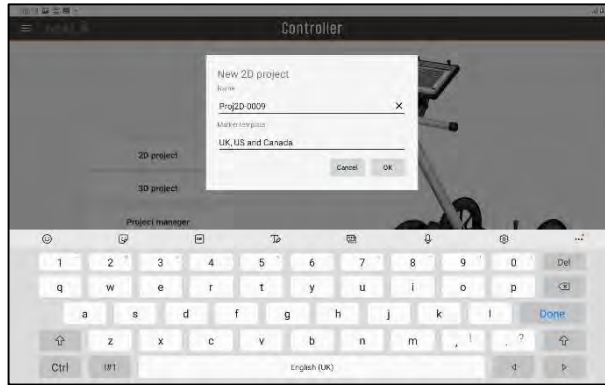 Controller
New 2D project
Name
Proj2D-0009
Marker template
UK, US and Canada
Cancel OK
2D project
3D project
Project manager
1 2 3 4 5 6 7 8 9 0 Del
q w e r t y u i o p
a s d f g h j k l Done
z x c v b n m , ! . ?
Ctrl !#1 English (UK)